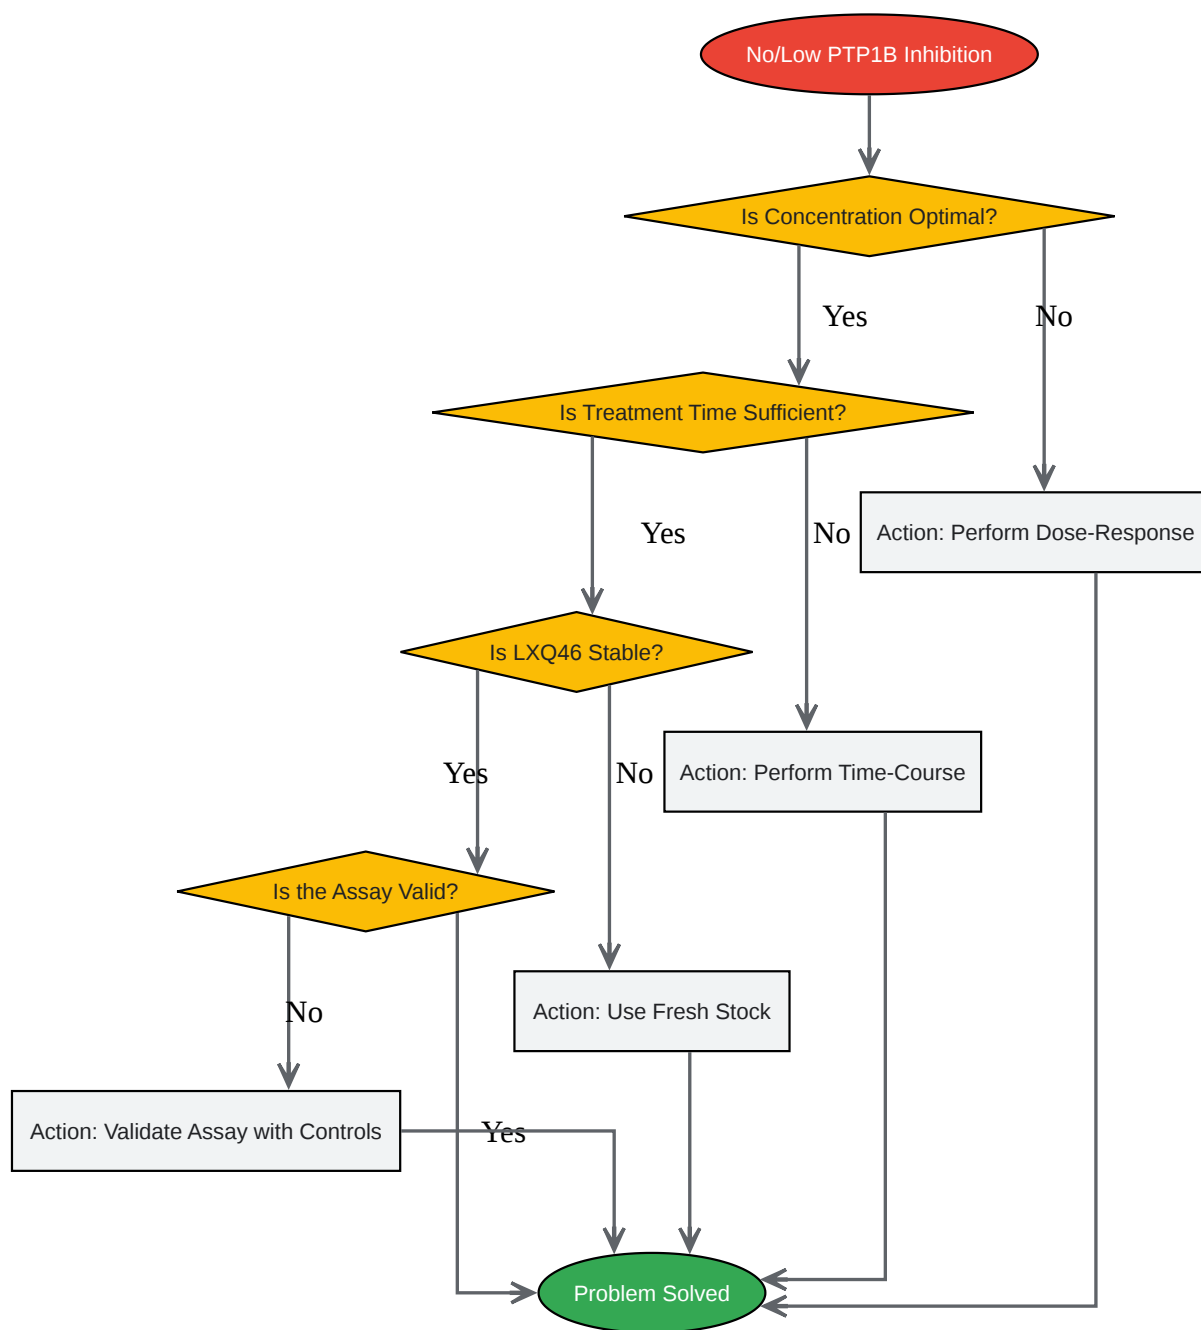 No/Low PTP1B Inhibition
Is Concentration Optimal?
Yes
No
Is Treatment Time Sufficient?
Yes
No
Action: Perform Dose-Response
Is LXQ46 Stable?
Yes
No
Action: Perform Time-Course
Is the Assay Valid?
No
Action: Use Fresh Stock
Action: Validate Assay with Controls
Yes
Problem Solved